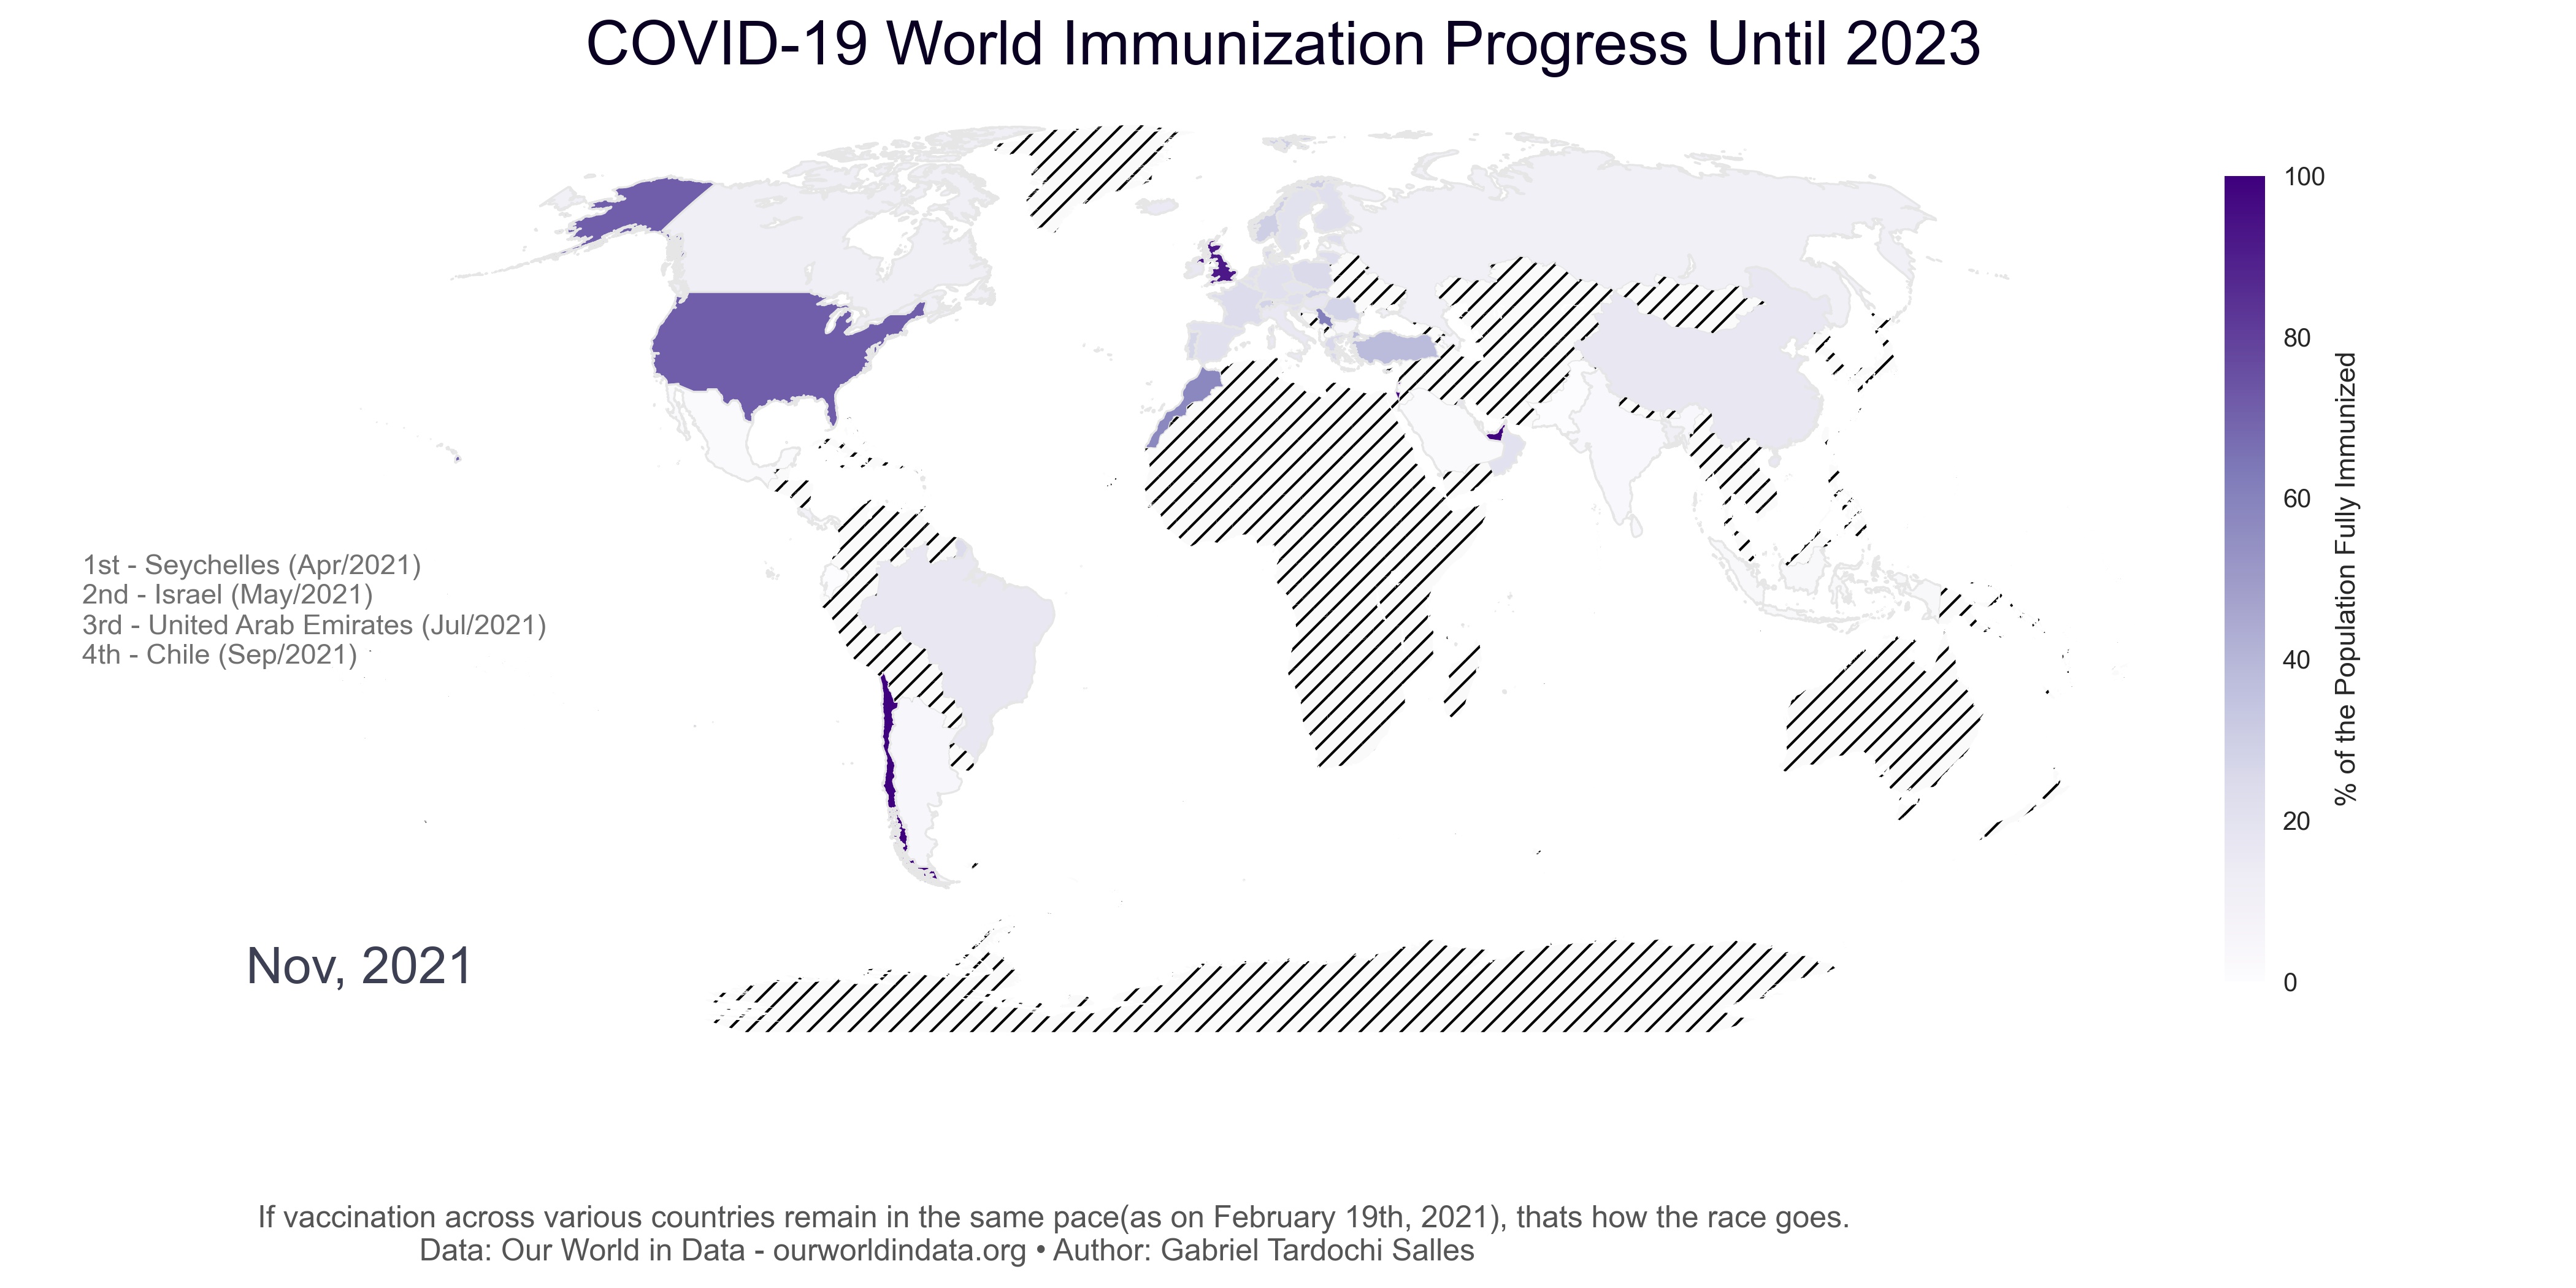 COVID-19 World Immunization Progress Until 2023
100
80
60
40
20
0
% of the Population Fully Immunized
1st - Seychelles (Apr/2021)
2nd - Israel (May/2021)
3rd - United Arab Emirates (Jul/2021)
4th - Chile (Sep/2021)
Nov, 2021
If vaccination across various countries remain in the same pace(as on February 19th, 2021), thats how the race goes.
Data: Our World in Data - ourworldindata.org • Author: Gabriel Tardochi Salles